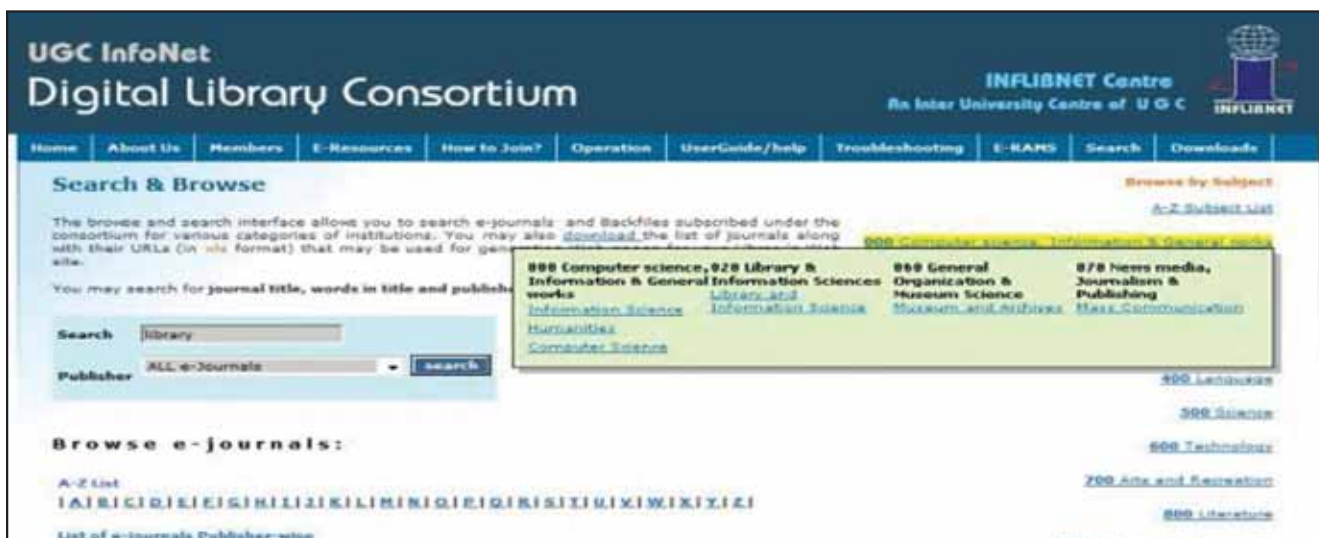 UGC InfoNet
Digital Library Consortium
INFLIBNET Centre
An Inter University Centre of U G C
INFLIBNET
Home About Us Members E-Resources How to Join? Operation UserGuide/help Troubleshooting E-RAMS Search Downloads
Search & Browse
Browse by Subject
A-Z Subject List
The browse and search interface allows you to search e-journals and Backfiles subscribed under the
consortium for various categories of institutions. You may also download the list of journals along
with their URLs (in xls format) that may be used for
site.
000 Computer science, Information & General works
You may search for journal title, words in title and
000 Computer science, Information & General works
Information Science
Humanities
Computer Science
020 Library & Information Sciences
Library and Information Science
060 General Organization & Museum Science
Museum and Archives
070 News media, Journalism & Publishing
Mass Communication
Search library
Publisher ALL e-Journals search
400 Language
500 Science
600 Technology
700 Arts and Recreation
800 Literature
Browse e-journals:
A-Z List
| A | B | C | D | E | F | G | H | I | J | K | L | M | N | O | P | Q | R | S | T | U | V | W | X | Y | Z |
List of e-journals Publisher-wise